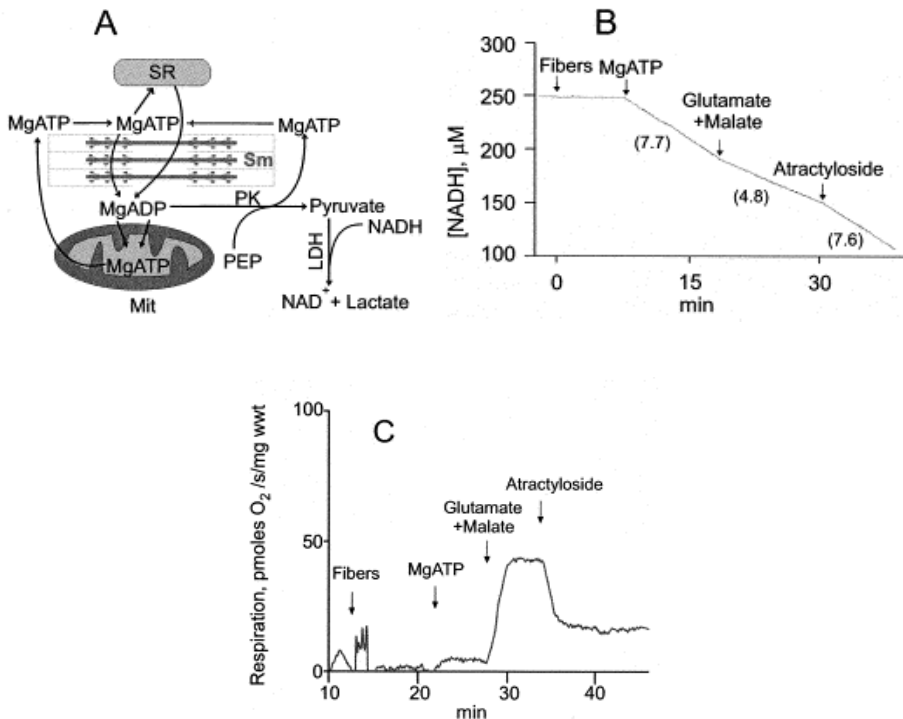 A
SR
MgATP
MgATP
MgATP
Sm
MgADP
PK
Pyruvate
NADH
LDH
PEP
MgATP
Mit
NAD+ + Lactate
B
[NADH], μM
300
250
200
150
100
Fibers
MgATP
Glutamate
+Malate
Atractyloside
(7.7)
(4.8)
(7.6)
0
15
30
min
C
Respiration, pmoles O2 /s/mg wwt
100
50
0
Fibers
MgATP
Glutamate
+Malate
Atractyloside
10
20
30
40
min